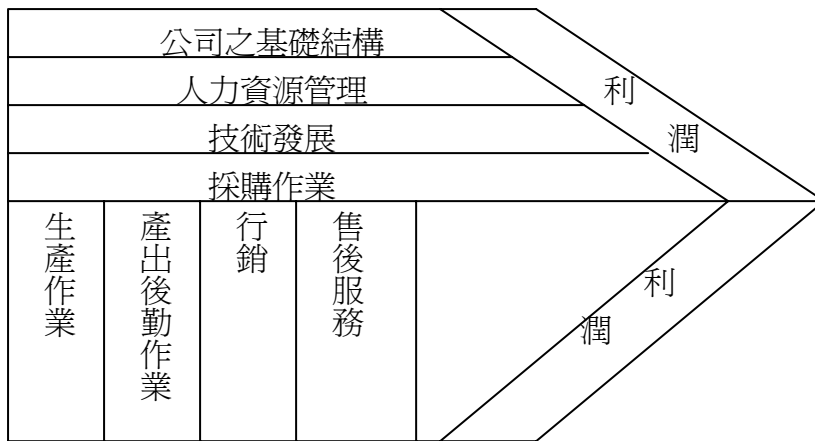 公司之基礎結構
人力資源管理
技術發展
採購作業
利潤
生產作業
產出後勤作業
行銷
售後服務
利潤